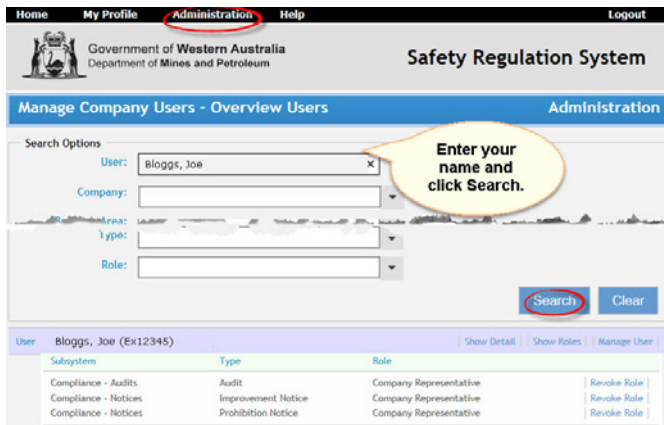 Home My Profile Administration Help Logout
Government of Western Australia
Department of Mines and Petroleum
Safety Regulation System
Manage Company Users - Overview Users Administration
Search Options
User: Bloggs, Joe x
Enter your
name and
click Search.
Company:
Type:
Role:
Search Clear
User Bloggs, Joe (Ex12345) Show Detail Show Roles Manage User
Subsystem Type Role
Compliance - Audits Audit Company Representative Revoke Role
Compliance - Notices Improvement Notice Company Representative Revoke Role
Compliance - Notices Prohibition Notice Company Representative Revoke Role